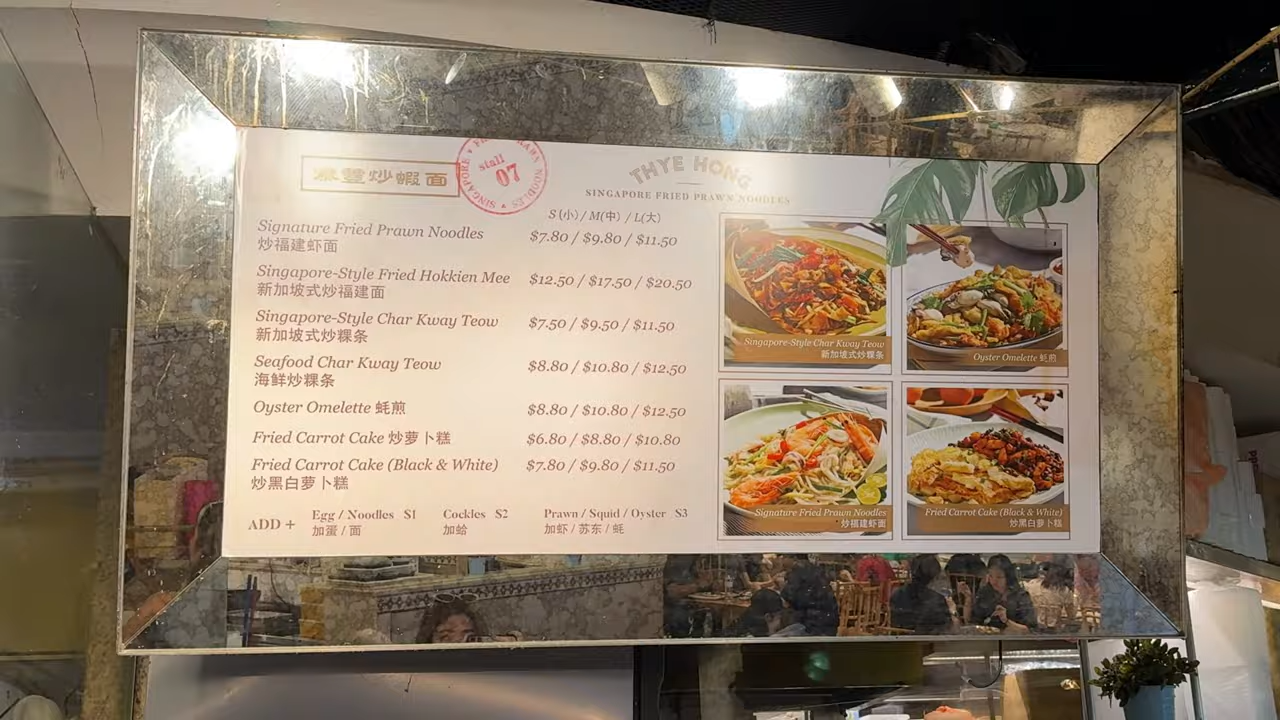 炒蝦面
SINGAPORE FRIED PRAWN NOODLES
stall
07
THYE HONG
SINGAPORE FRIED PRAWN NOODLES
S(小) / M(中) / L(大)
Signature Fried Prawn Noodles $7.80 / $9.80 / $11.50
炒福建虾面
Singapore-Style Fried Hokkien Mee $12.50 / $17.50 / $20.50
新加坡式炒福建面
Singapore-Style Char Kway Teow $7.50 / $9.50 / $11.50
新加坡式炒粿条
Seafood Char Kway Teow $8.80 / $10.80 / $12.50
海鲜炒粿条
Oyster Omelette 蚝煎 $8.80 / $10.80 / $12.50
Fried Carrot Cake 炒萝卜糕 $6.80 / $8.80 / $10.80
Fried Carrot Cake (Black & White) $7.80 / $9.80 / $11.50
炒黑白萝卜糕
ADD + Egg / Noodles S1 Cockles S2 Prawn / Squid / Oyster S3
加蛋 / 面 加蛤 加虾 / 苏东 / 蚝
Singapore-Style Char Kway Teow
新加坡式炒粿条
Oyster Omelette 蚝煎
Signature Fried Prawn Noodles
炒福建虾面
Fried Carrot Cake (Black & White)
炒黑白萝卜糕